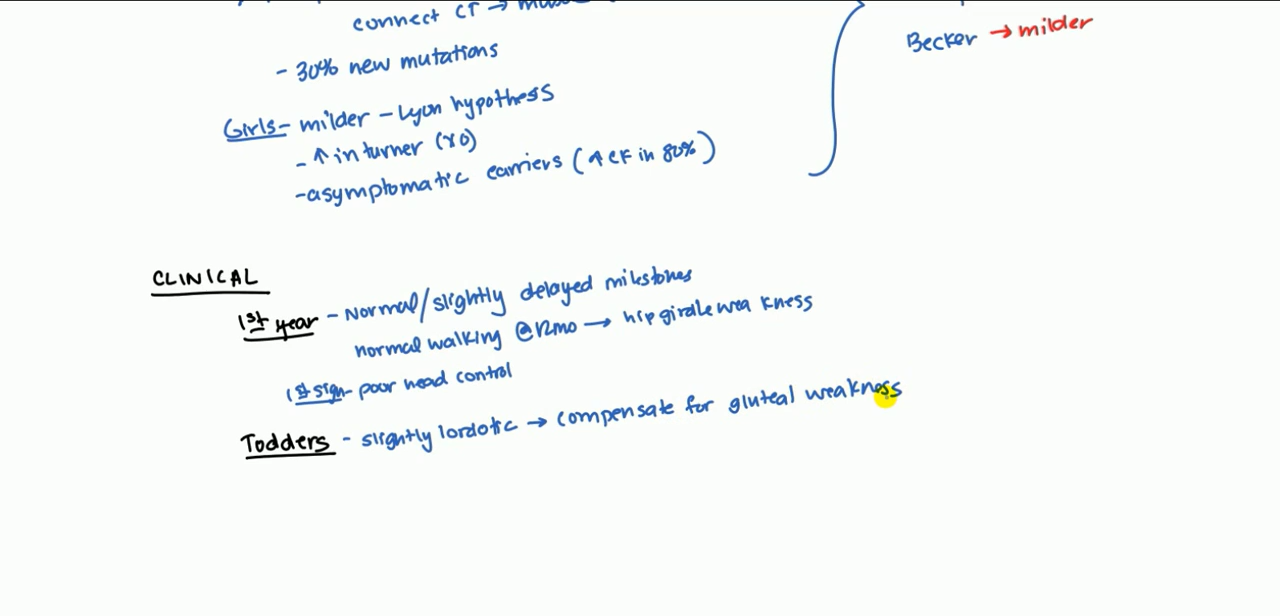 connect CT →
- 30% new mutations
Girls - milder - Lyon hypothess
- ↑ in turner (XO)
- asymptomatic carriers (↑ CK in 80%)
Becker → milder
CLINICAL
1st year - Normal/slightly delayed milestones
normal walking @12mo → hip girdle weakness
1st sign - poor head control
Todders - slightly lordotic → compensate for gluteal weakness